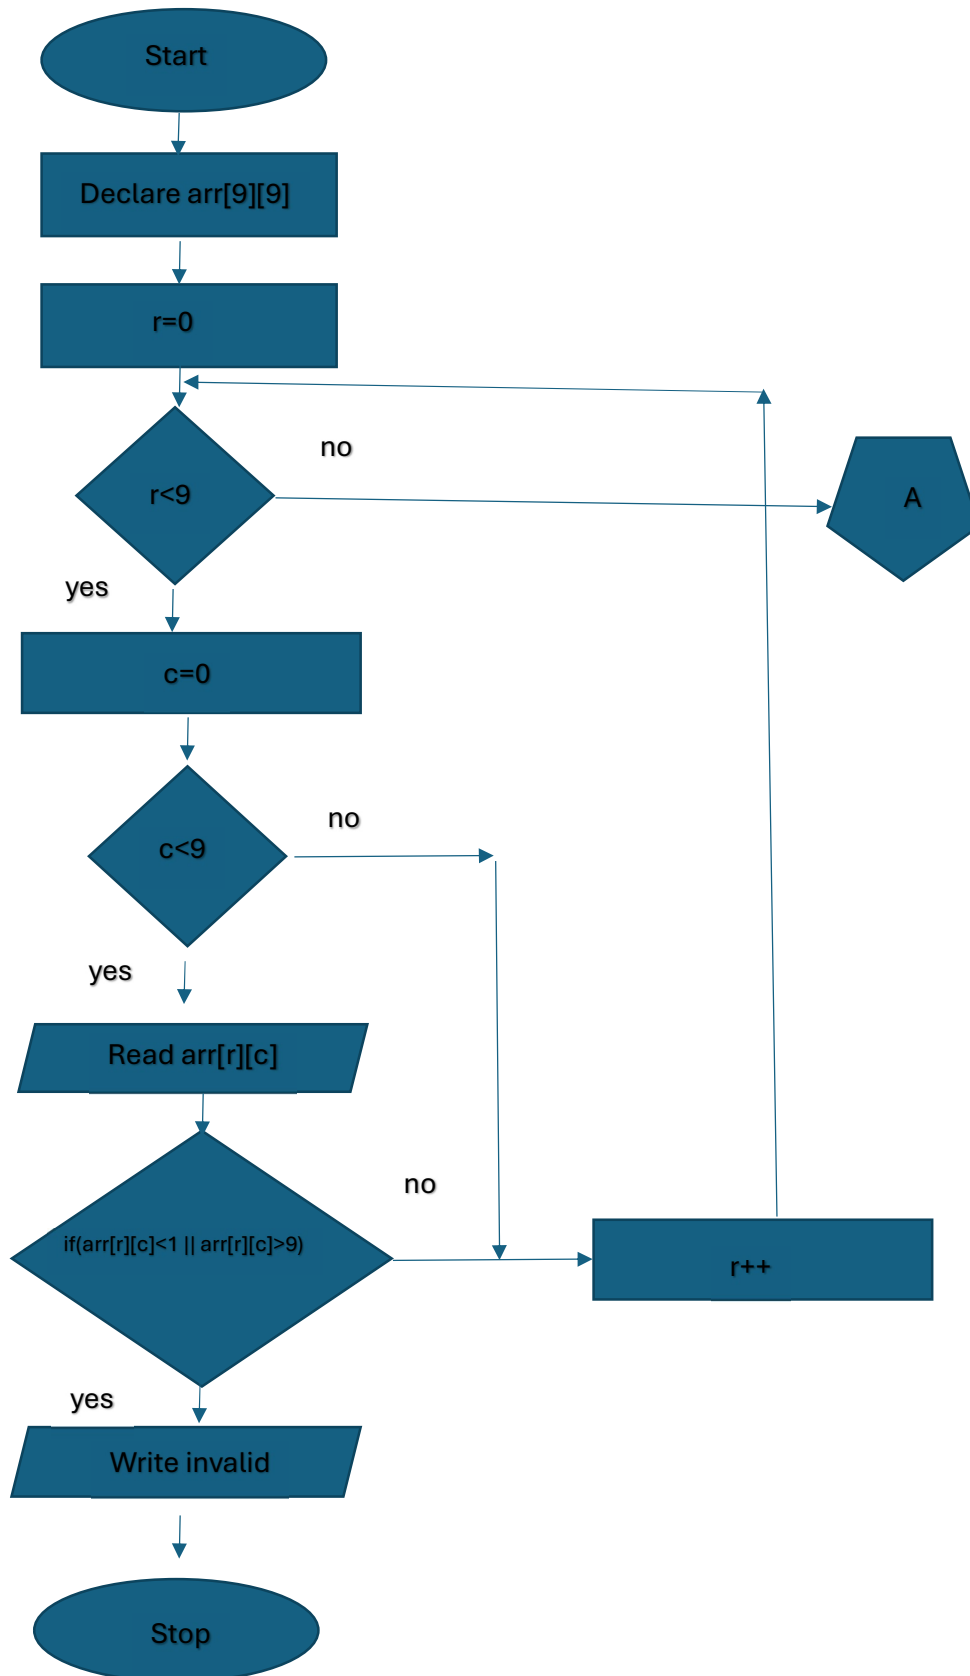 Start
Declare arr[9][9]
r=0
no
r<9
A
yes
c=0
no
c<9
yes
Read arr[r][c]
no
if(arr[r][c]<1 || arr[r][c]>9)
r++
yes
Write invalid
Stop